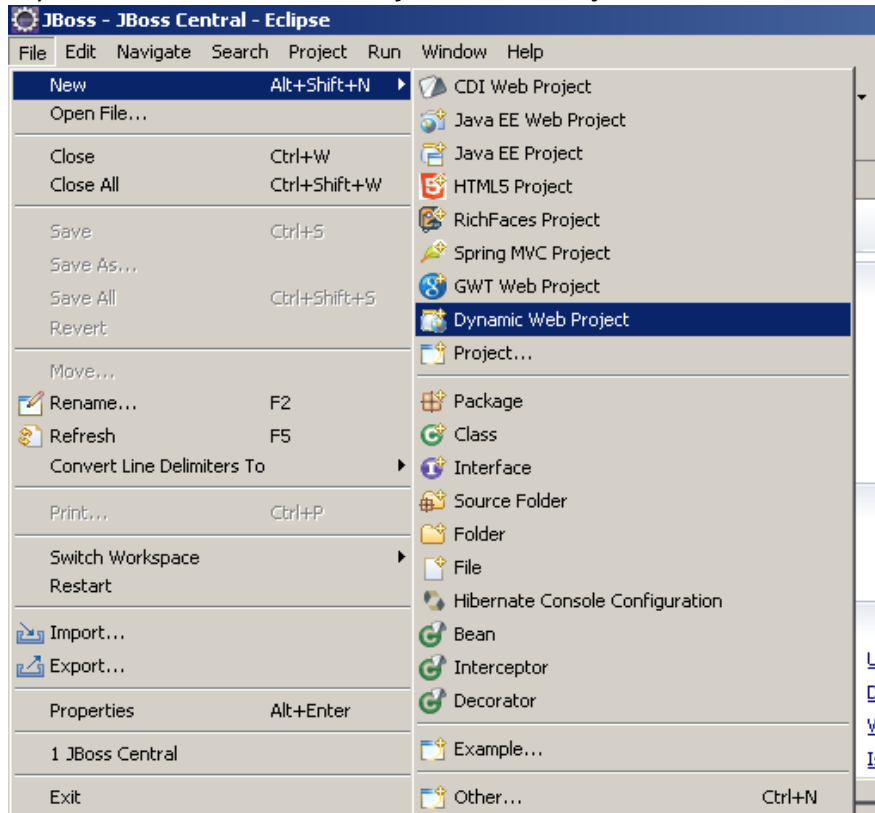 JBoss - JBoss Central - Eclipse
File Edit Navigate Search Project Run Window Help
New Alt+Shift+N
Open File...
Close Ctrl+W
Close All Ctrl+Shift+W
Save Ctrl+S
Save As...
Save All Ctrl+Shift+S
Revert
Move...
Rename... F2
Refresh F5
Convert Line Delimiters To
Print... Ctrl+P
Switch Workspace
Restart
Import...
Export...
Properties Alt+Enter
1 JBoss Central
Exit
CDI Web Project
Java EE Web Project
Java EE Project
HTML5 Project
RichFaces Project
Spring MVC Project
GWT Web Project
Dynamic Web Project
Project...
Package
Class
Interface
Source Folder
Folder
File
Hibernate Console Configuration
Bean
Interceptor
Decorator
Example...
Other... Ctrl+N